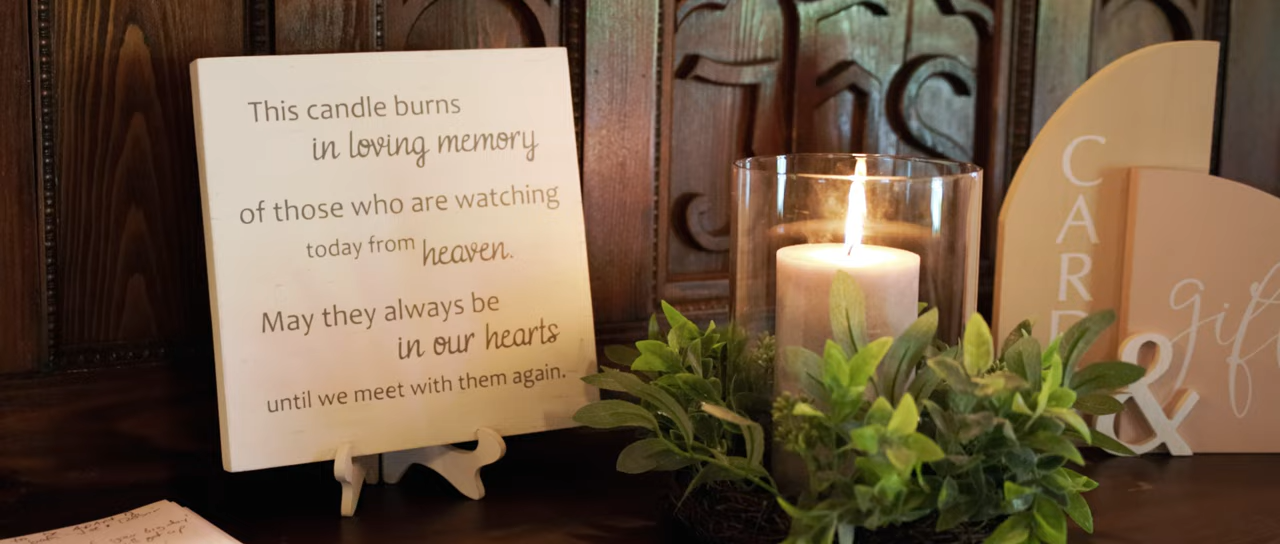 This candle burns
in loving memory
of those who are watching
today from heaven.
May they always be
in our hearts
until we meet with them again.
CARD
&
gif